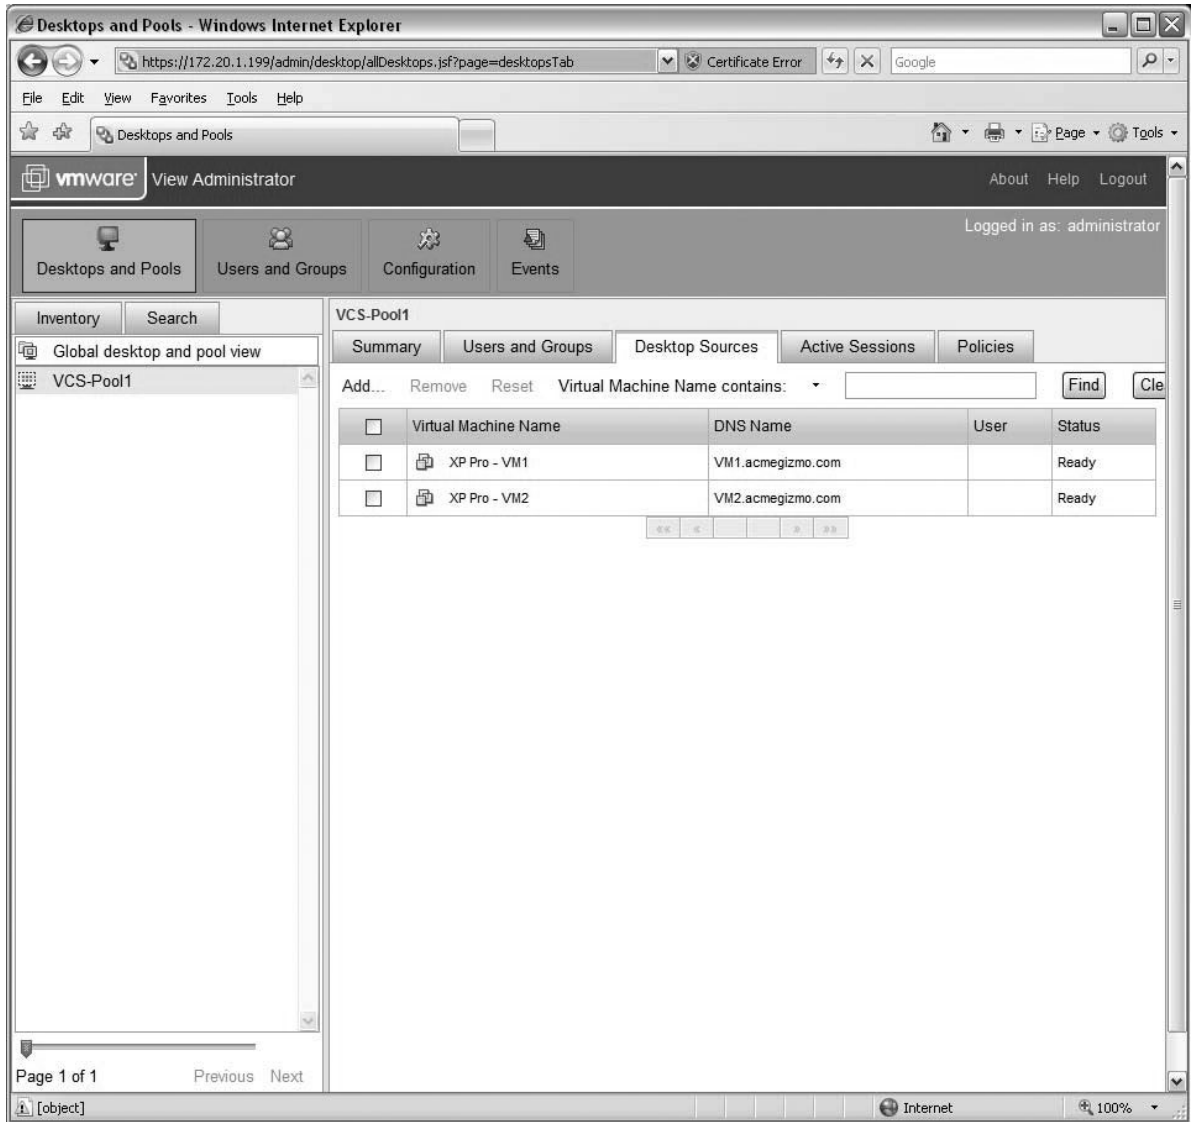 Desktops and Pools - Windows Internet Explorer
https://172.20.1.199/admin/desktop/allDesktops.jsf?page=desktopsTab Certificate Error Google
File Edit View Favorites Tools Help
Desktops and Pools Page Tools
vmware View Administrator About Help Logout
Logged in as: administrator
Desktops and Pools Users and Groups Configuration Events
Inventory Search
Global desktop and pool view
VCS-Pool1
VCS-Pool1
Summary Users and Groups Desktop Sources Active Sessions Policies
Add... Remove Reset Virtual Machine Name contains: Find Cle
Virtual Machine Name DNS Name User Status
XP Pro - VM1 VM1.acmegizmo.com Ready
XP Pro - VM2 VM2.acmegizmo.com Ready
«« « » »»
Page 1 of 1 Previous Next
[object] Internet 100%